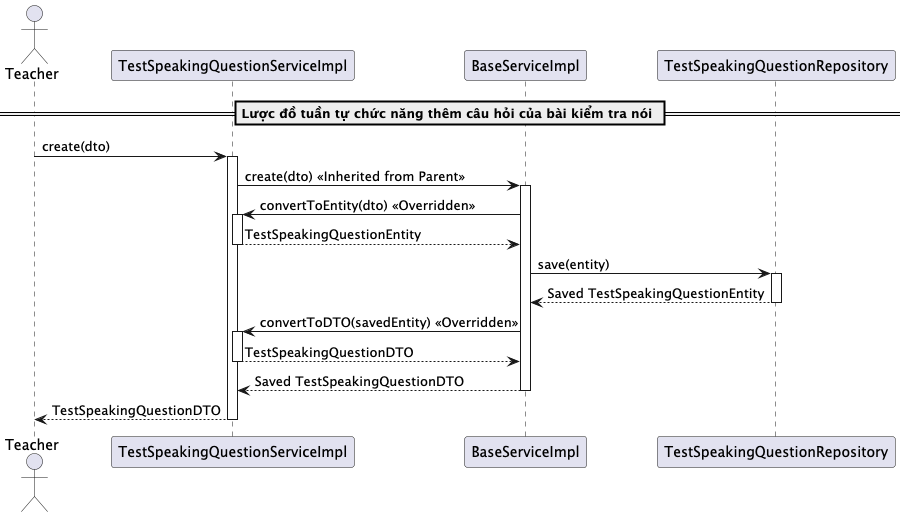 Teacher
TestSpeakingQuestionServiceImpl
BaseServiceImpl
TestSpeakingQuestionRepository
Lược đồ tuần tự chức năng thêm câu hỏi của bài kiểm tra nói
create(dto)
create(dto) «Inherited from Parent»
convertToEntity(dto) «Overridden»
TestSpeakingQuestionEntity
save(entity)
Saved TestSpeakingQuestionEntity
convertToDTO(savedEntity) «Overridden»
TestSpeakingQuestionDTO
Saved TestSpeakingQuestionDTO
TestSpeakingQuestionDTO
Teacher
TestSpeakingQuestionServiceImpl
BaseServiceImpl
TestSpeakingQuestionRepository